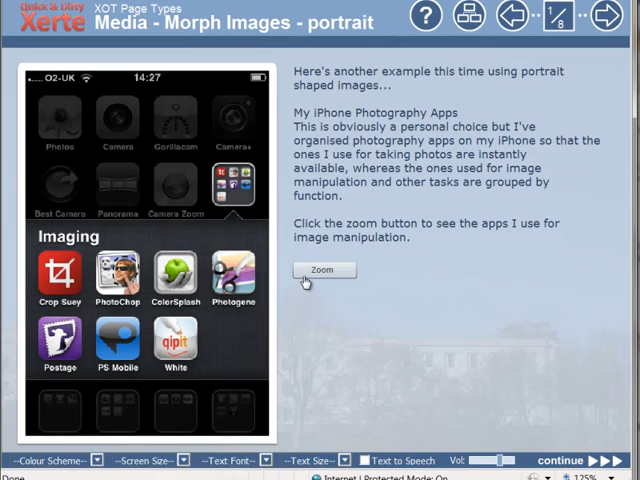 Quick & Dirty
Xerte
XOT Page Types
Media - Morph Images - portrait
?
1/8
.... O2-UK
14:27
Photos
Camera
Gorillacam
Camera+
Best Camera
Panorama
Camera Zoom
Imaging
Crop Suey
PhotoChop
ColorSplash
Photogene
Postage
PS Mobile
qipit
White
Here's another example this time using portrait
shaped images...
My iPhone Photography Apps
This is obviously a personal choice but I've
organised photography apps on my iPhone so that the
ones I use for taking photos are instantly
available, whereas the ones used for image
manipulation and other tasks are grouped by
function.
Click the zoom button to see the apps I use for
image manipulation.
Zoom
--Colour Scheme--
--Screen Size--
--Text Font--
--Text Size--
Text to Speech
Vol:
continue
Done
Internet | Protected Mode: On
125%